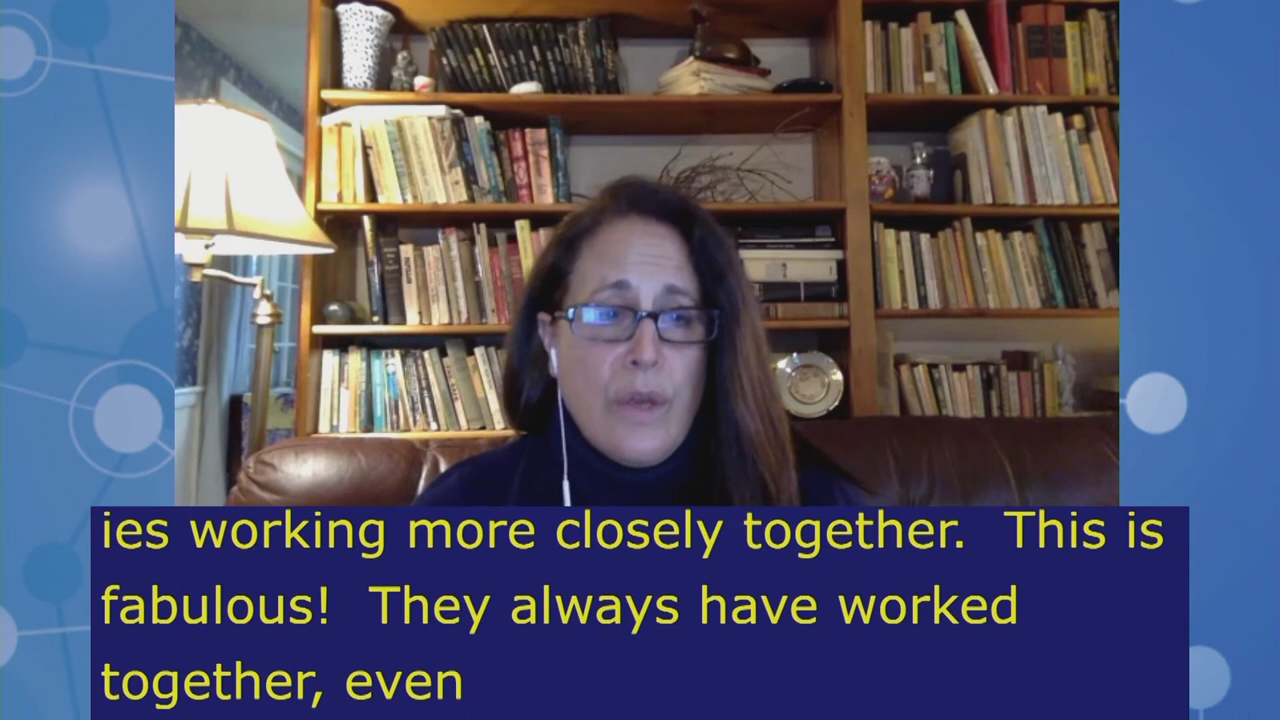 ies working more closely together.  This is
fabulous!  They always have worked
together, even